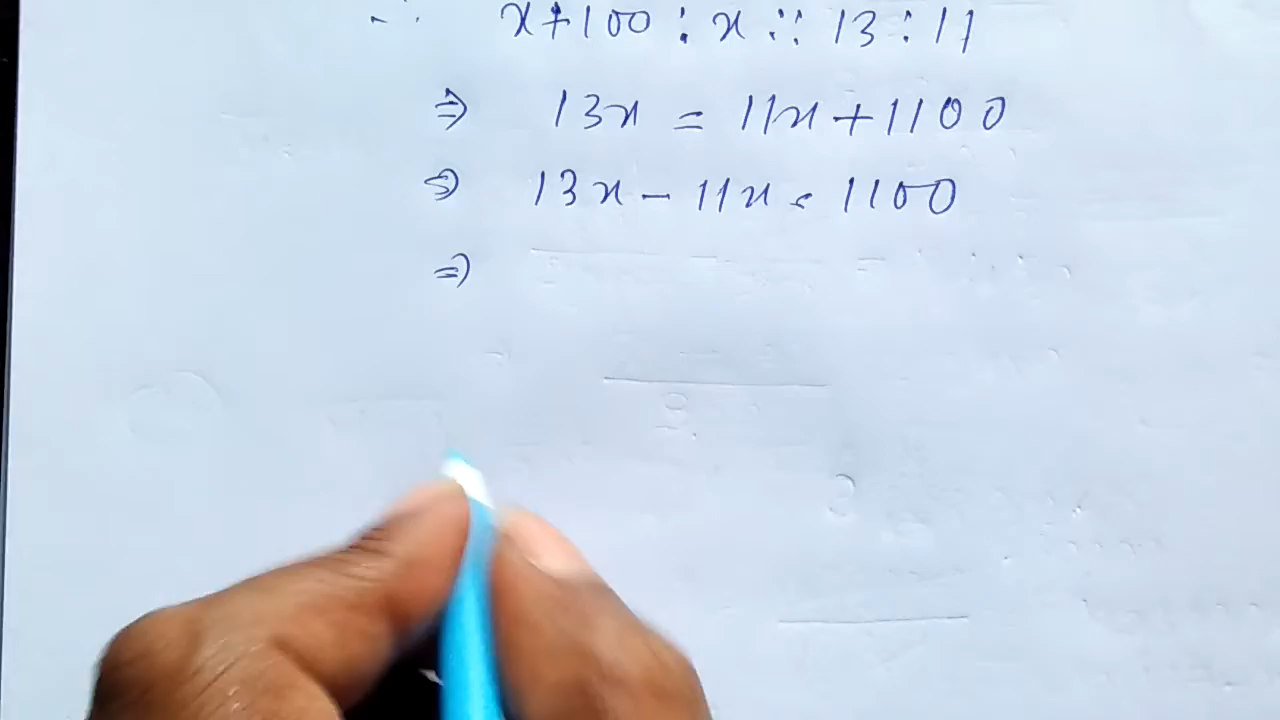 ∴ x+100 : x :: 13 : 11
⇒ 13x = 11x + 1100
⇒ 13x - 11x = 1100
⇒